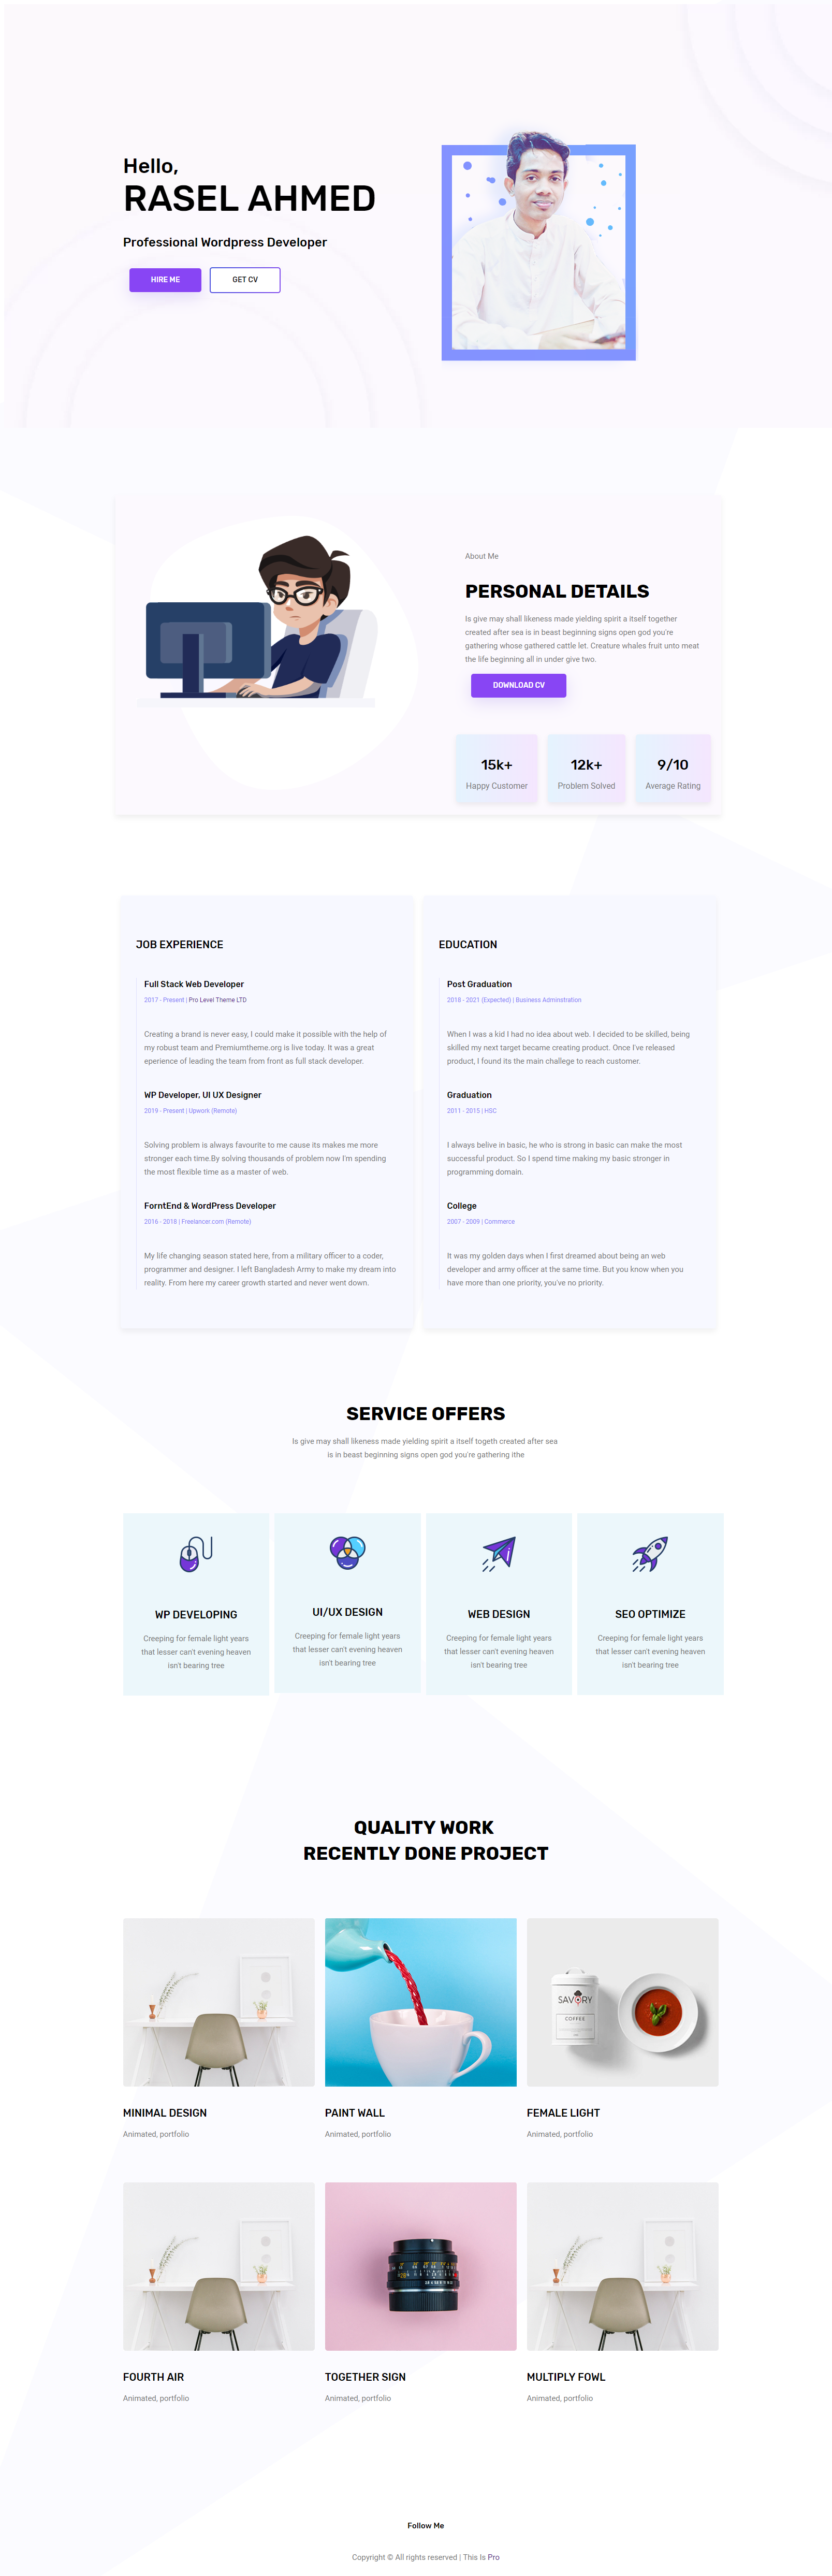 Hello,
RASEL AHMED
Professional Wordpress Developer
HIRE ME
GET CV
About Me
PERSONAL DETAILS
Is give may shall likeness made yielding spirit a itself together
created after sea is in beast beginning signs open god you're
gathering whose gathered cattle let. Creature whales fruit unto meat
the life beginning all in under give two.
DOWNLOAD CV
15k+
Happy Customer
12k+
Problem Solved
9/10
Average Rating
JOB EXPERIENCE
Full Stack Web Developer
2017 - Present | Pro Level Theme LTD
Creating a brand is never easy, I could make it possible with the help of
my robust team and Premiumtheme.org is live today. It was a great
eperience of leading the team from front as full stack developer.
WP Developer, UI UX Designer
2019 - Present | Upwork (Remote)
Solving problem is always favourite to me cause its makes me more
stronger each time.By solving thousands of problem now I'm spending
the most flexible time as a master of web.
ForntEnd & WordPress Developer
2016 - 2018 | Freelancer.com (Remote)
My life changing season stated here, from a military officer to a coder,
programmer and designer. I left Bangladesh Army to make my dream into
reality. From here my career growth started and never went down.
EDUCATION
Post Graduation
2018 - 2021 (Expected) | Business Adminstration
When I was a kid I had no idea about web. I decided to be skilled, being
skilled my next target became creating product. Once I've released
product, I found its the main challege to reach customer.
Graduation
2011 - 2015 | HSC
I always belive in basic, he who is strong in basic can make the most
successful product. So I spend time making my basic stronger in
programming domain.
College
2007 - 2009 | Commerce
It was my golden days when I first dreamed about being an web
developer and army officer at the same time. But you know when you
have more than one priority, you've no priority.
SERVICE OFFERS
Is give may shall likeness made yielding spirit a itself togeth created after sea
is in beast beginning signs open god you're gathering ithe
WP DEVELOPING
Creeping for female light years
that lesser can't evening heaven
isn't bearing tree
UI/UX DESIGN
Creeping for female light years
that lesser can't evening heaven
isn't bearing tree
WEB DESIGN
Creeping for female light years
that lesser can't evening heaven
isn't bearing tree
SEO OPTIMIZE
Creeping for female light years
that lesser can't evening heaven
isn't bearing tree
QUALITY WORK
RECENTLY DONE PROJECT
SAVORY
COFFEE
MINIMAL DESIGN
Animated, portfolio
PAINT WALL
Animated, portfolio
FEMALE LIGHT
Animated, portfolio
FOURTH AIR
Animated, portfolio
TOGETHER SIGN
Animated, portfolio
MULTIPLY FOWL
Animated, portfolio
Follow Me
Copyright © All rights reserved | This Is Pro